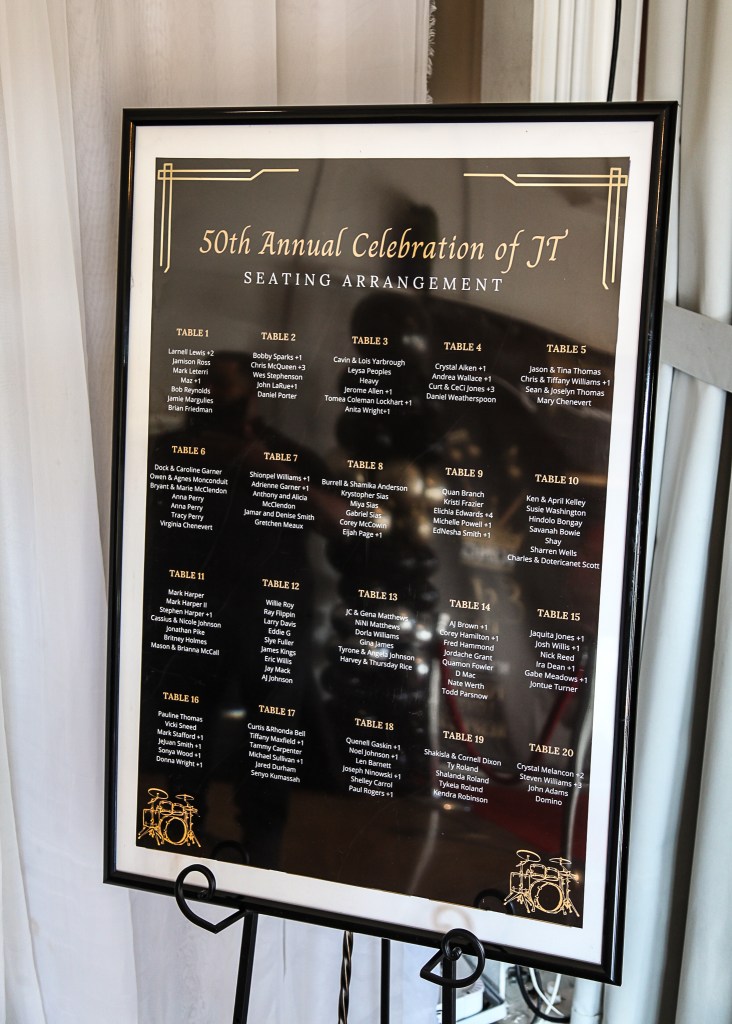 50th Annual Celebration of JT
SEATING ARRANGEMENT
TABLE 1
Larnell Lewis +2
Jamison Ross
Mark Leterri
Maz +1
Bob Reynolds
Jamie Margulies
Brian Friedman
TABLE 2
Bobby Sparks +1
Chris McQueen +3
Wes Stephenson
John LaRue+1
Daniel Porter
TABLE 3
Cavin & Lois Yarbrough
Leysa Peoples
Heavy
Jerome Allen +1
Tomea Coleman Lockhart +1
Anita Wright+1
TABLE 4
Crystal Aiken +1
Andrea Wallace +1
Curt & CeCi Jones +3
Daniel Weatherspoon
TABLE 5
Jason & Tina Thomas
Chris & Tiffany Williams +1
Sean & Joselyn Thomas
Mary Chenevert
TABLE 6
Dock & Caroline Garner
Owen & Agnes Monconduit
Bryant & Marie McClendon
Anna Perry
Anna Perry
Tracy Perry
Virginia Chenevert
TABLE 7
Shionpel Williams +1
Adrienne Garner +1
Anthony and Alicia
McClendon
Jamar and Denise Smith
Gretchen Meaux
TABLE 8
Burrell & Shamika Anderson
Krystopher Sias
Miya Sias
Gabriel Sias
Corey McCowin
Eijah Page +1
TABLE 9
Quan Branch
Kristi Frazier
Elichia Edwards +4
Michelle Powell +1
EdNesha Smith +1
TABLE 10
Ken & April Kelley
Susie Washington
Hindolo Bongay
Savanah Bowie
Shay
Sharren Wells
Charles & Dotericanet Scott
TABLE 11
Mark Harper
Mark Harper II
Stephen Harper +1
Cassius & Nicole Johnson
Jonathan Pike
Britney Holmes
Mason & Brianna McCall
TABLE 12
Willie Roy
Ray Flippin
Larry Davis
Eddie G
Slye Fuller
James Kings
Eric Willis
Jay Mack
AJ Johnson
TABLE 13
JC & Gena Matthews
NiNi Matthews
Dorla Williams
Gina James
Tyrone & Angela Johnson
Harvey & Thursday Rice
TABLE 14
AJ Brown +1
Corey Hamilton +1
Fred Hammond
Jordache Grant
Quamon Fowler
D Mac
Nate Werth
Todd Parsnow
TABLE 15
Jaquita Jones +1
Josh Willis +1
Nick Reed
Ira Dean +1
Gabe Meadows +1
Jontue Turner
TABLE 16
Pauline Thomas
Vicki Sneed
Mark Stafford +1
JeJuan Smith +1
Sonya Wood +1
Donna Wright +1
TABLE 17
Curtis &Rhonda Bell
Tiffany Maxfield +1
Tammy Carpenter
Michael Sullivan +1
Jared Durham
Senyo Kumassah
TABLE 18
Quenell Gaskin +1
Noel Johnson +1
Len Barnett
Joseph Ninowski +1
Shelley Carrol
Paul Rogers +1
TABLE 19
Shakisla & Cornell Dixon
Ty Roland
Shalanda Roland
Tykeia Roland
Kendra Robinson
TABLE 20
Crystal Melancon +2
Steven Williams +3
John Adams
Domino